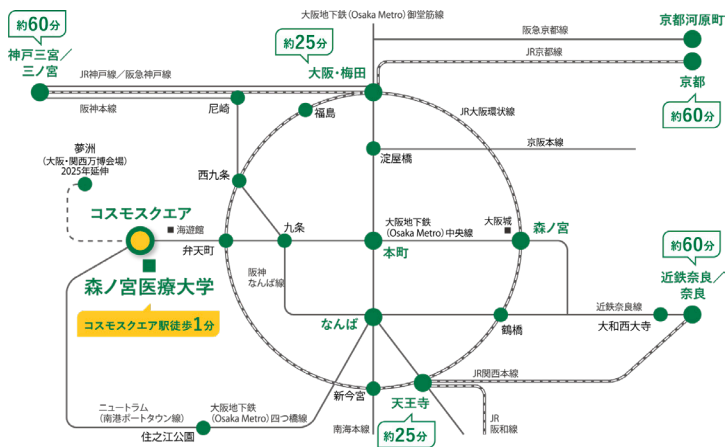 大阪地下鉄(Osaka Metro)御堂筋線
約60分
神戸三宮／
三ノ宮
約25分
大阪・梅田
阪急京都線
京都河原町
JR京都線
京都
約60分
JR神戸線／阪急神戸線
阪神本線
尼崎
福島
JR大阪環状線
京阪本線
淀屋橋
夢洲
(大阪・関西万博会場)
2025年延伸
西九条
コスモスクエア
海遊館
弁天町
九条
大阪地下鉄
(Osaka Metro)中央線
本町
大阪城
森ノ宮
約60分
近鉄奈良／
奈良
森ノ宮医療大学
コスモスクエア駅徒歩1分
阪神
なんば線
なんば
鶴橋
近鉄奈良線
大和西大寺
JR関西本線
新今宮
天王寺
約25分
南海本線
JR
阪和線
ニュートラム
(南港ポートタウン線)
大阪地下鉄
(Osaka Metro)四つ橋線
住之江公園